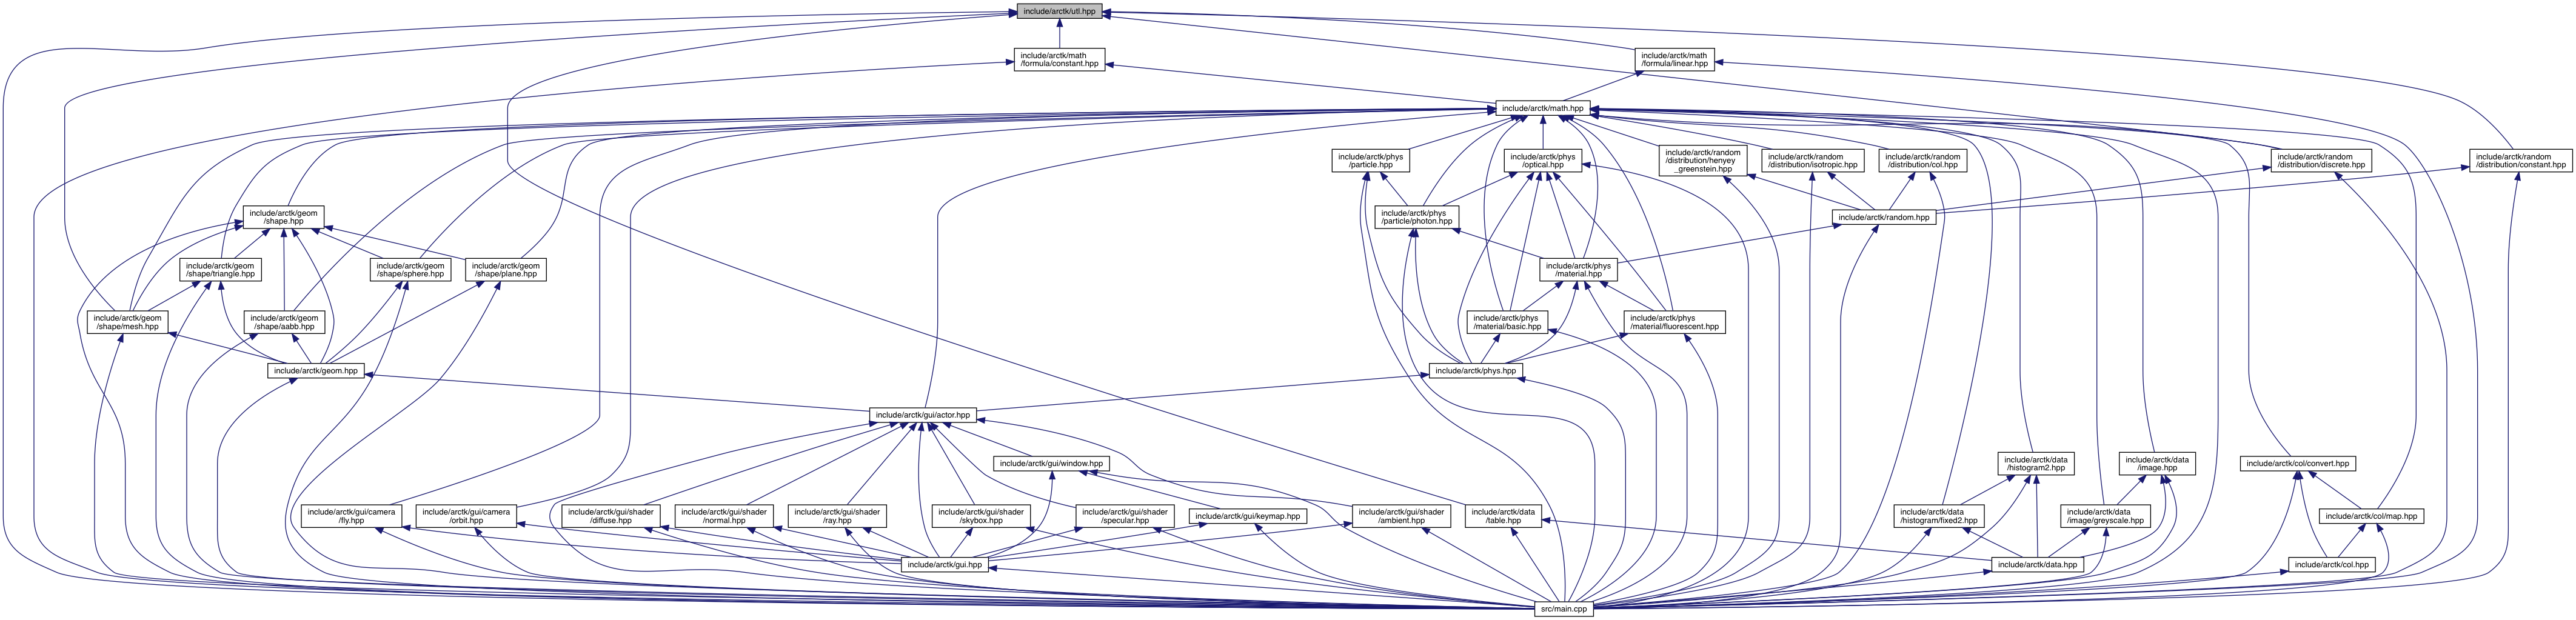 include/arctk/utl.hpp
include/arctk/math
/formula/constant.hpp
include/arctk/math
/formula/linear.hpp
include/arctk/math.hpp
include/arctk/phys
/particle.hpp
include/arctk/phys
/optical.hpp
include/arctk/random
/distribution/henyey
_greenstein.hpp
include/arctk/random
/distribution/isotropic.hpp
include/arctk/random
/distribution/col.hpp
include/arctk/random
/distribution/discrete.hpp
include/arctk/random
/distribution/constant.hpp
include/arctk/geom
/shape.hpp
include/arctk/phys
/particle/photon.hpp
include/arctk/random.hpp
include/arctk/geom
/shape/triangle.hpp
include/arctk/geom
/shape/sphere.hpp
include/arctk/geom
/shape/plane.hpp
include/arctk/phys
/material.hpp
include/arctk/geom
/shape/mesh.hpp
include/arctk/geom
/shape/aabb.hpp
include/arctk/phys
/material/basic.hpp
include/arctk/phys
/material/fluorescent.hpp
include/arctk/geom.hpp
include/arctk/phys.hpp
include/arctk/gui/actor.hpp
include/arctk/gui/window.hpp
include/arctk/data
/histogram2.hpp
include/arctk/data
/image.hpp
include/arctk/col/convert.hpp
include/arctk/gui/camera
/fly.hpp
include/arctk/gui/camera
/orbit.hpp
include/arctk/gui/shader
/diffuse.hpp
include/arctk/gui/shader
/normal.hpp
include/arctk/gui/shader
/ray.hpp
include/arctk/gui/shader
/skybox.hpp
include/arctk/gui/shader
/specular.hpp
include/arctk/gui/keymap.hpp
include/arctk/gui/shader
/ambient.hpp
include/arctk/data
/table.hpp
include/arctk/data
/histogram/fixed2.hpp
include/arctk/data
/image/greyscale.hpp
include/arctk/col/map.hpp
include/arctk/gui.hpp
include/arctk/data.hpp
include/arctk/col.hpp
src/main.cpp